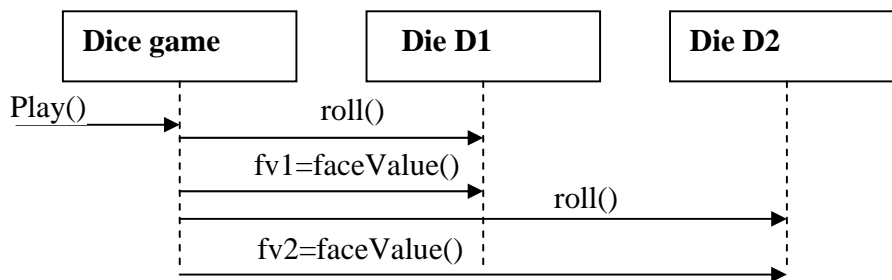 Dice game Die D1 Die D2
Play()
roll()
fv1=faceValue()
roll()
fv2=faceValue()